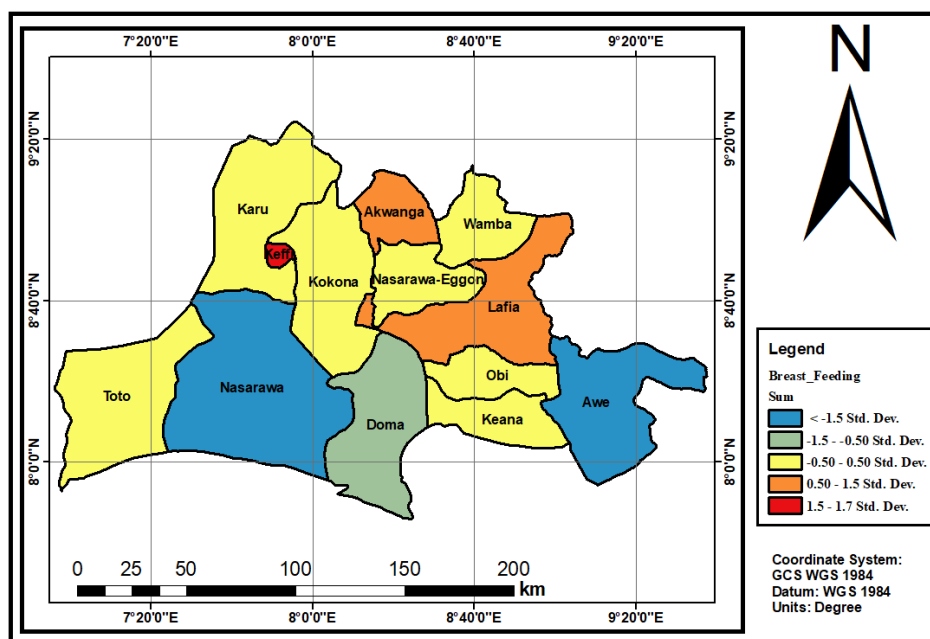 7°20'0"E 8°0'0"E 8°40'0"E 9°20'0"E
N
9°20'0"N 9°20'0"N
Karu
Akwanga
Wamba
Keffi
Kokona
Nasarawa-Eggon
8°40'0"N 8°40'0"N
Lafia
Toto
Nasarawa
Doma
Obi
Keana
Awe
8°0'0"N 8°0'0"N
0 25 50 100 150 200
km
7°20'0"E 8°0'0"E 8°40'0"E 9°20'0"E
Legend
Breast_Feeding
Sum
< -1.5 Std. Dev.
-1.5 - -0.50 Std. Dev.
-0.50 - 0.50 Std. Dev.
0.50 - 1.5 Std. Dev.
1.5 - 1.7 Std. Dev.
Coordinate System:
GCS WGS 1984
Datum: WGS 1984
Units: Degree